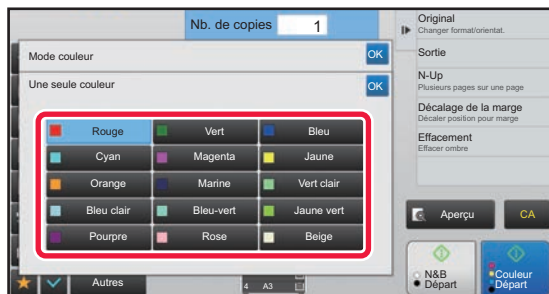 Nb. de copies 1
Mode couleur OK
Une seule couleur OK
Rouge Vert Bleu
Cyan Magenta Jaune
Orange Marine Vert clair
Bleu clair Bleu-vert Jaune vert
Pourpre Rose Beige
Autres
4 A3
Original
Changer format/orientat.
Sortie
N-Up
Plusieurs pages sur une page
Décalage de la marge
Décaler position pour marge
Effacement
Effacer ombre
Aperçu CA
N&B
Départ
Couleur
Départ